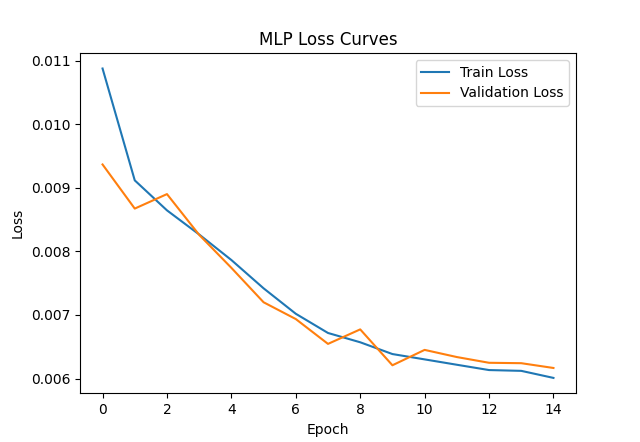 MLP Loss Curves
Train Loss
Validation Loss
0.011
0.010
0.009
0.008
0.007
0.006
Loss
0 2 4 6 8 10 12 14
Epoch